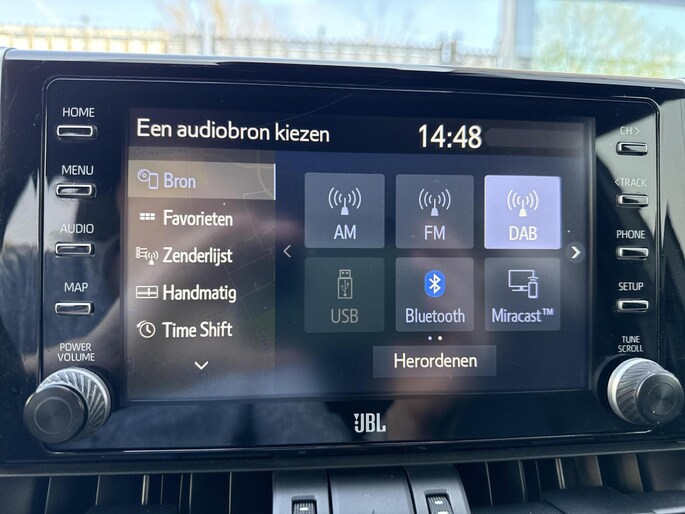 HOME
MENU
AUDIO
MAP
POWER
VOLUME
Een audiobron kiezen 14:48
Bron
Favorieten
Zenderlijst
Handmatig
Time Shift
AM FM DAB
USB Bluetooth Miracast™
Herordenen
CH >
< TRACK
PHONE
SETUP
TUNE
SCROLL
JBL